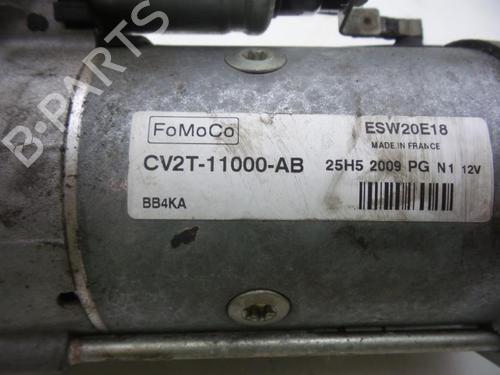 B-PARTS
FoMoCo
ESW20E18
MADE IN FRANCE
CV2T-11000-AB
25H5 2009 PG N1 12V
BB4KA